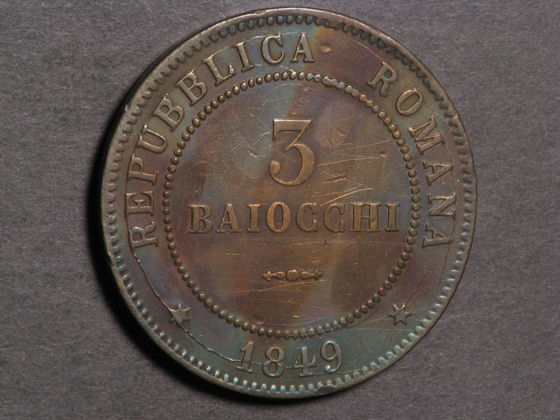 REPUBBLICA ROMANA
3
BAIOCCHI
1849